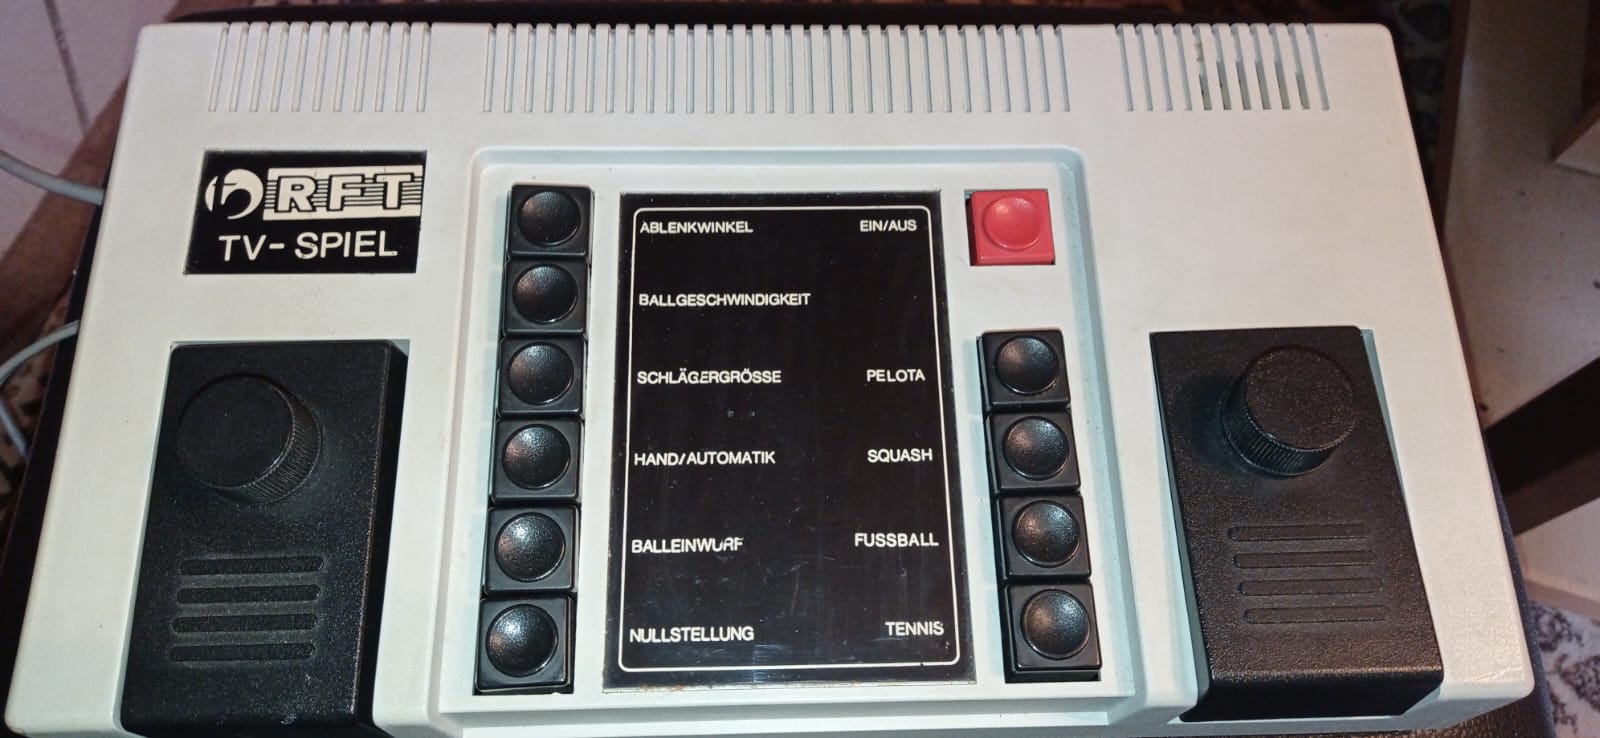 RFT
TV-SPIEL
ABLENKWINKEL
EIN/AUS
BALLGESCHWINDIGKEIT
SCHLÄGERGRÖSSE
PELOTA
HAND/AUTOMATIK
SQUASH
BALLEINWURF
FUSSBALL
NULLSTELLUNG
TENNIS